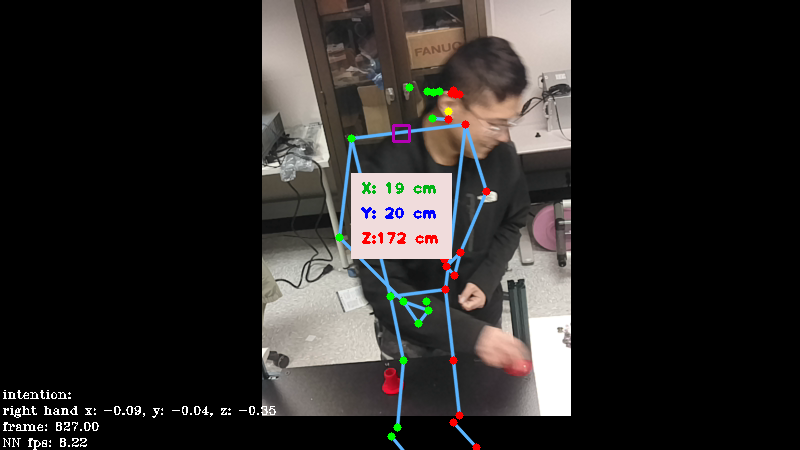 FANUC
X: 19 cm
Y: 20 cm
Z:172 cm
intention:
right hand x: −0.09, y: −0.04, z: −0.35
frame: 827.00
NN fps: 8.22